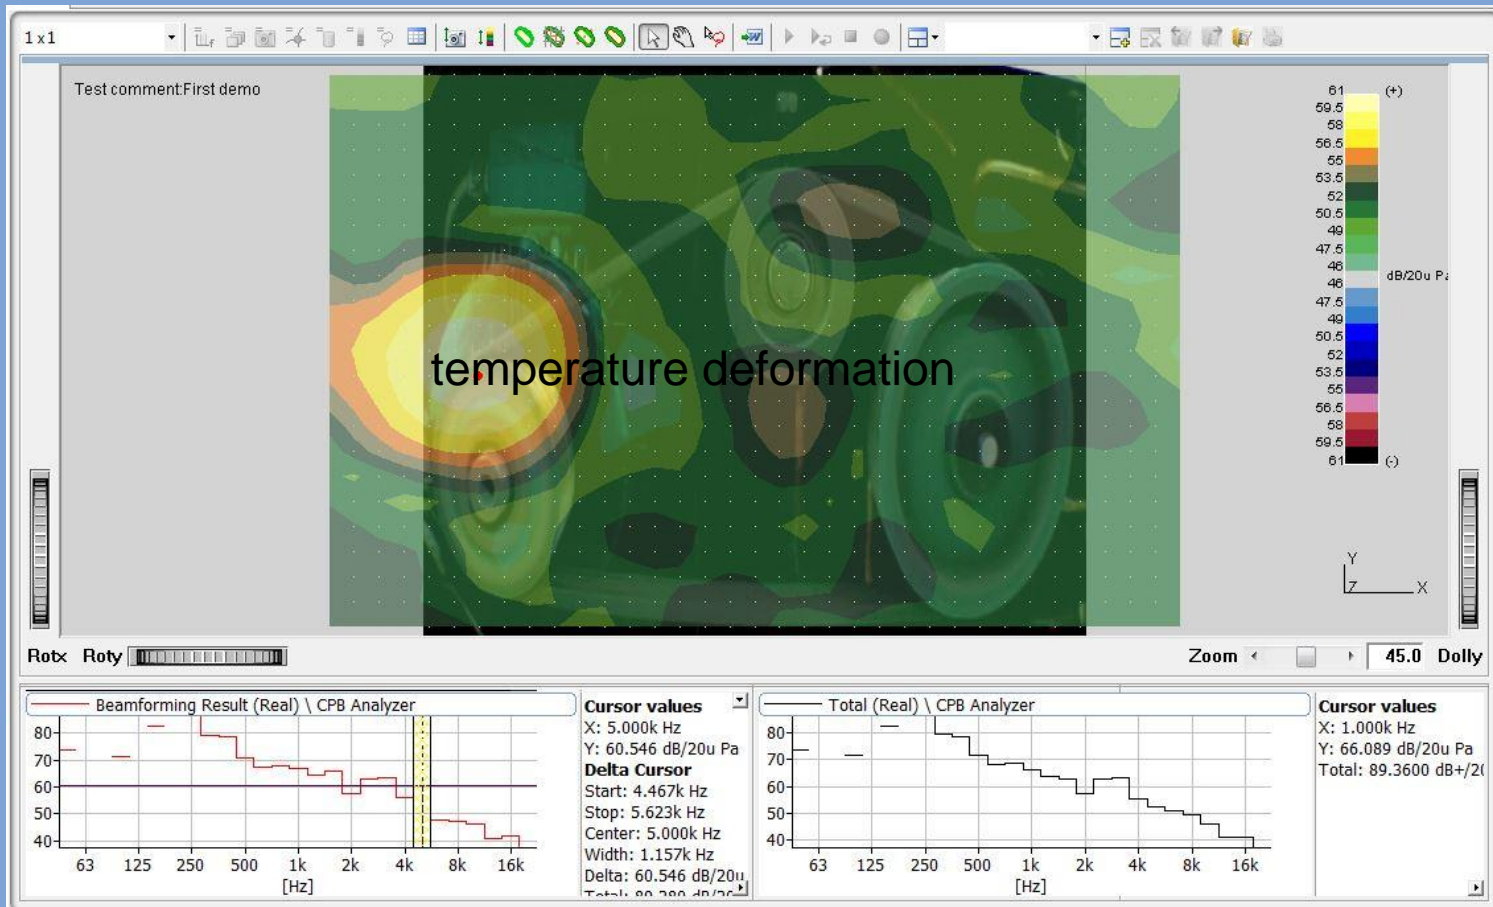 1 x 1
Test comment:First demo
temperature deformation
61 (+)
59.5
58
56.5
55
53.5
52
50.5
49
47.5
46
46
dB/20u Pa
47.5
49
50.5
52
53.5
55
56.5
58
59.5
61 (-)
Y
Z X
Rotx Roty
Zoom 45.0 Dolly
Beamforming Result (Real) \ CPB Analyzer
80
70
60
50
40
63 125 250 500 1k 2k 4k 8k 16k
[Hz]
Cursor values
X: 5.000k Hz
Y: 60.546 dB/20u Pa
Delta Cursor
Start: 4.467k Hz
Stop: 5.623k Hz
Center: 5.000k Hz
Width: 1.157k Hz
Delta: 60.546 dB/20u
Total (Real) \ CPB Analyzer
80
70
60
50
40
63 125 250 500 1k 2k 4k 8k 16k
[Hz]
Cursor values
X: 1.000k Hz
Y: 66.089 dB/20u Pa
Total: 89.3600 dB+/20